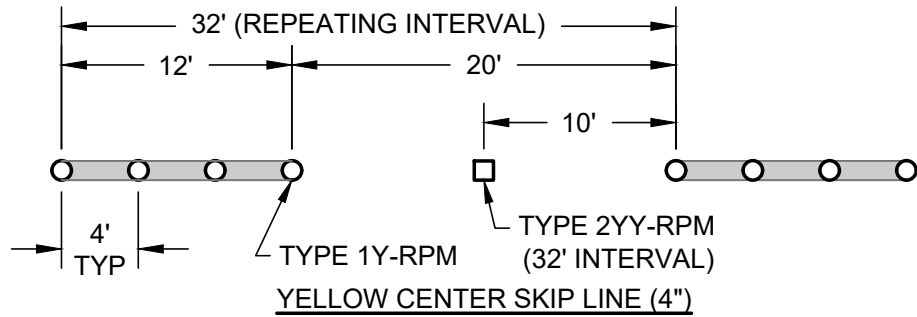 32' (REPEATING INTERVAL)
12'
20'
10'
4'
TYP
TYPE 1Y-RPM
TYPE 2YY-RPM
(32' INTERVAL)
YELLOW CENTER SKIP LINE (4")